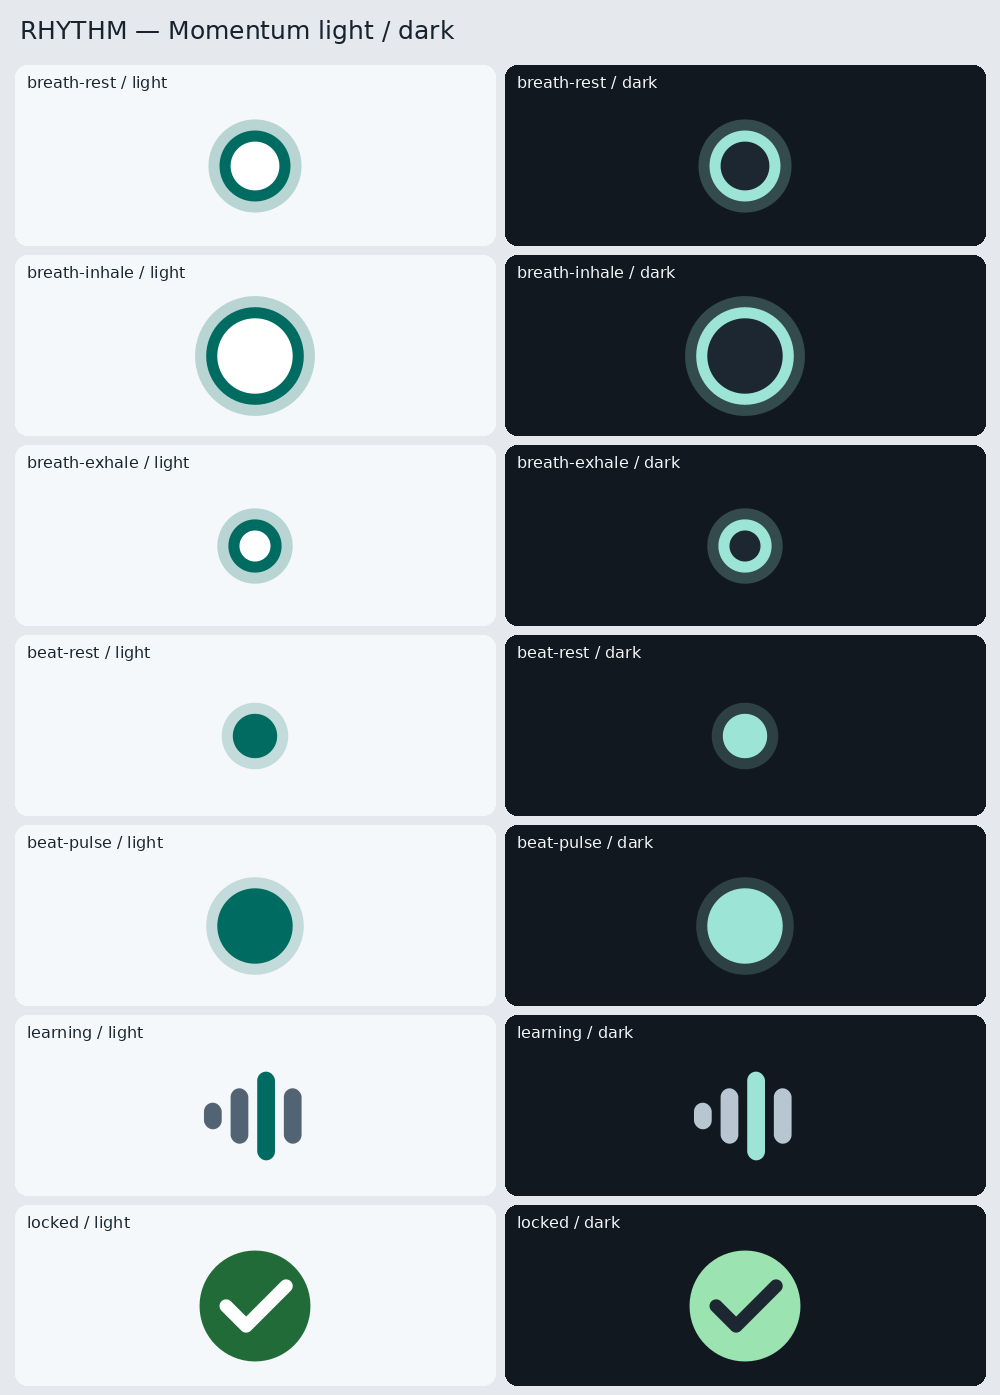 RHYTHM — Momentum light / dark
breath-rest / light
breath-rest / dark
breath-inhale / light
breath-inhale / dark
breath-exhale / light
breath-exhale / dark
beat-rest / light
beat-rest / dark
beat-pulse / light
beat-pulse / dark
learning / light
learning / dark
locked / light
locked / dark